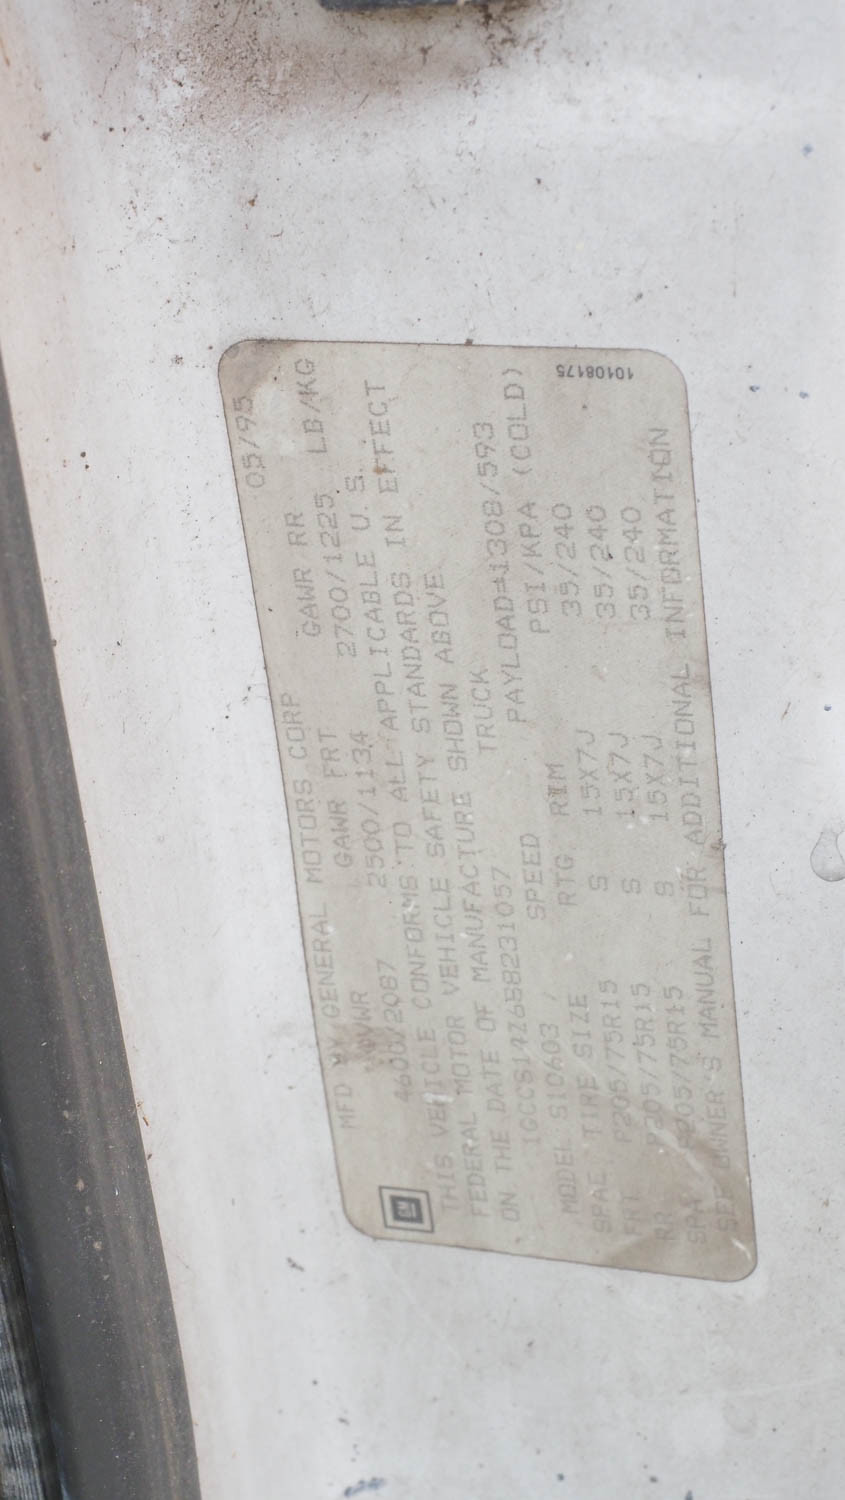 MFD BY GENERAL MOTORS CORP 05/95
GVWR GAWR FRT GAWR RR
4600/2087 2500/1134 2700/1225 LB/KG
THIS VEHICLE CONFORMS TO ALL APPLICABLE U.S.
FEDERAL MOTOR VEHICLE SAFETY STANDARDS IN EFFECT
ON THE DATE OF MANUFACTURE SHOWN ABOVE.
1GCCS14Z6S8231057 TRUCK
MODEL S10603 / SPEED PAYLOAD=1308/593
SPAE TIRE SIZE RTG RIM PSI/KPA (COLD)
FRT P205/75R15 S 15X7J 35/240
RR P205/75R15 S 15X7J 35/240
SPA P205/75R15 S 15X7J 35/240
SEE OWNER'S MANUAL FOR ADDITIONAL INFORMATION
10108175
GM